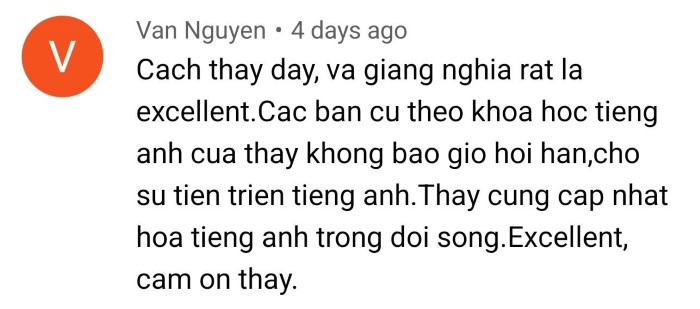 V
Van Nguyen • 4 days ago
Cach thay day, va giang nghia rat la
excellent.Cac ban cu theo khoa hoc tieng
anh cua thay khong bao gio hoi han,cho
su tien trien tieng anh.Thay cung cap nhat
hoa tieng anh trong doi song.Excellent,
cam on thay.